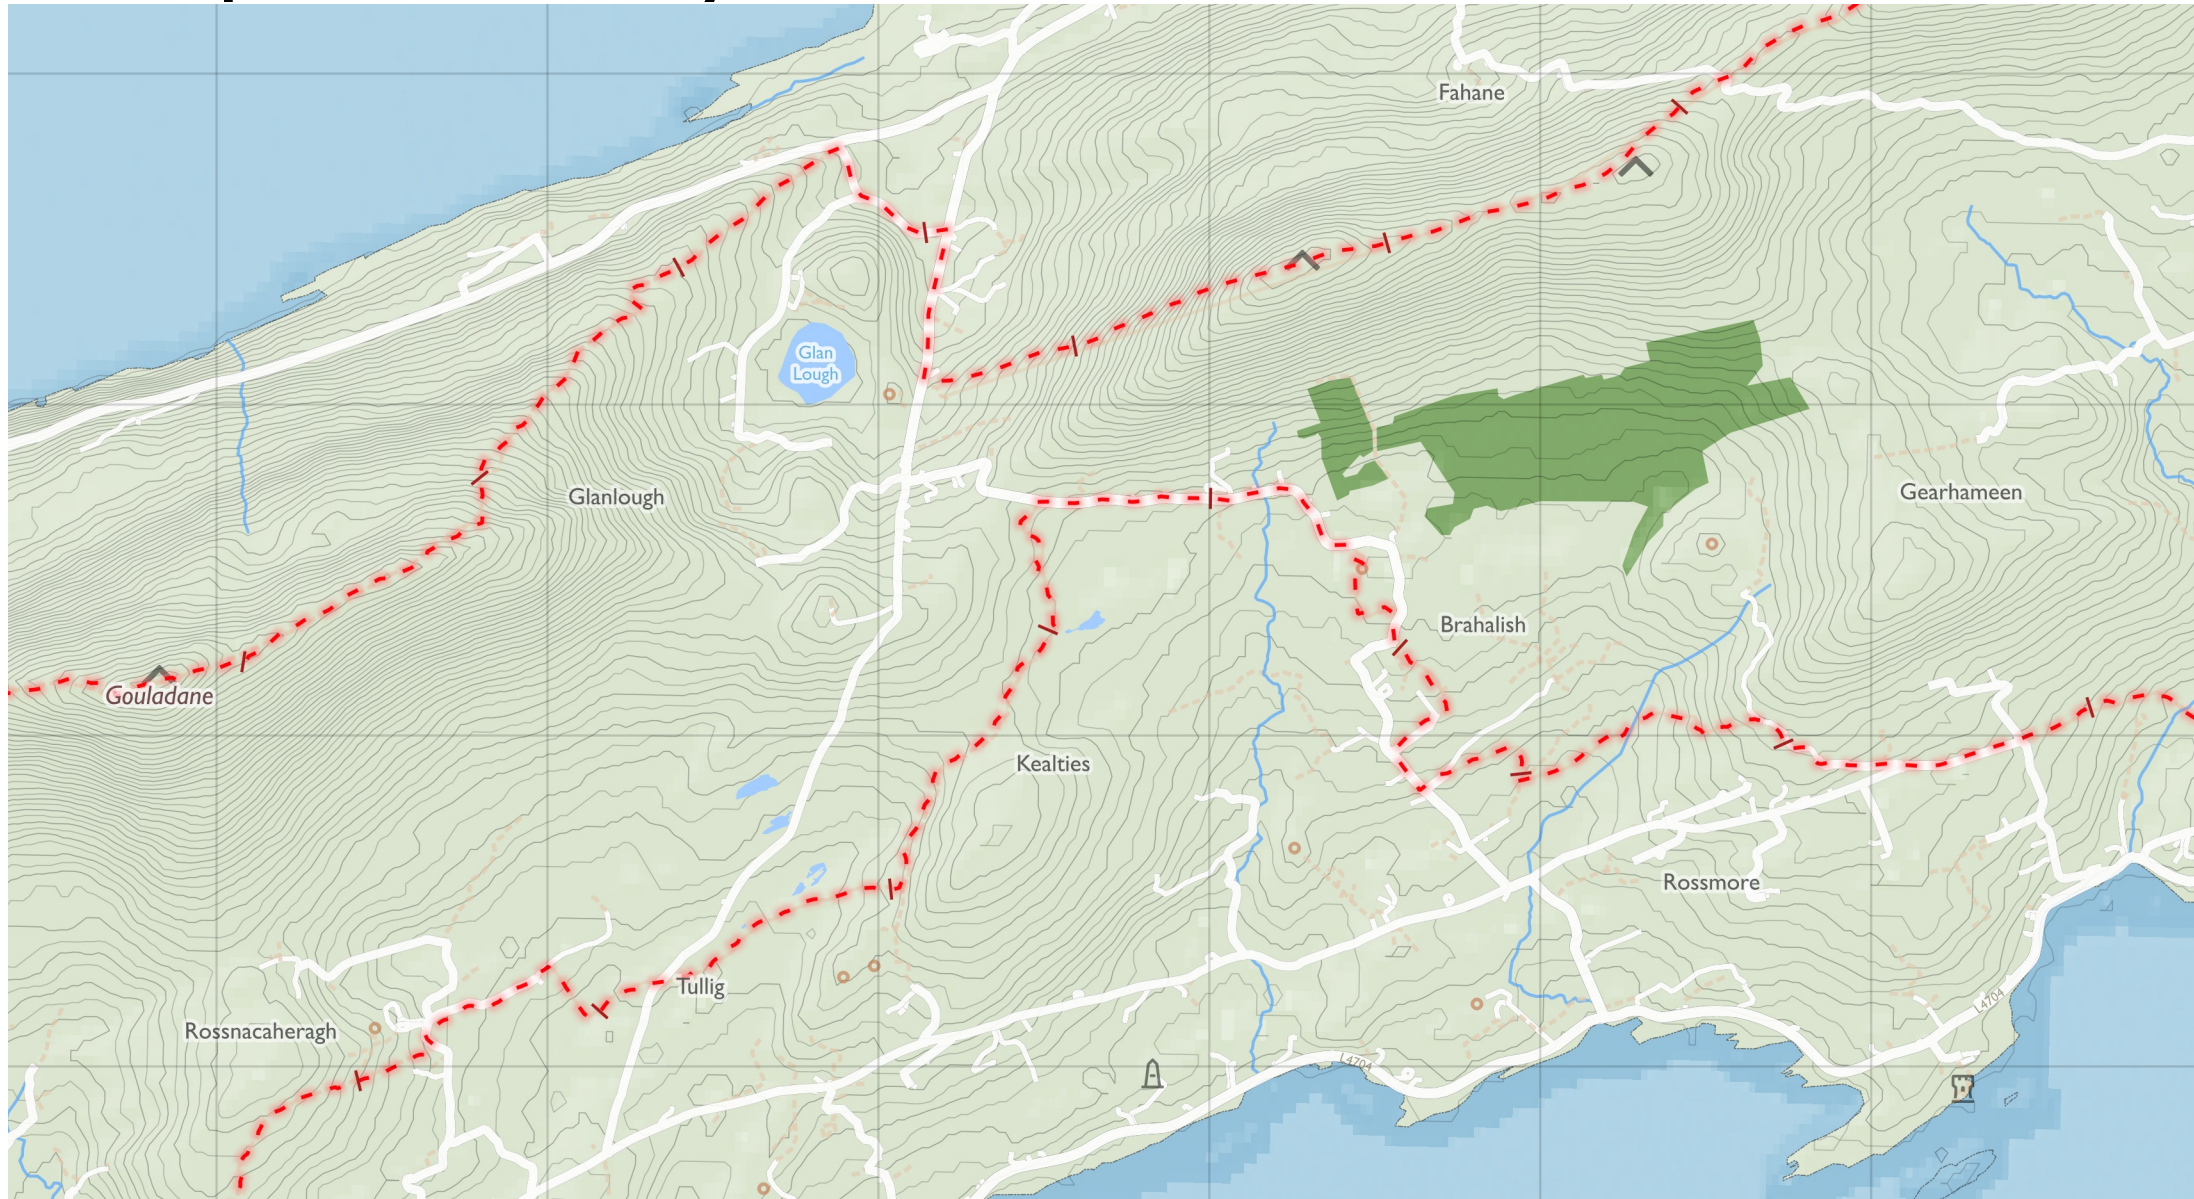 Fahane
Glan
Lough
Glanlough
Gearhameen
Brahalish
Gouladane
Kealties
Rossmore
Tullig
L4704
Rossnacaheragh
L4704